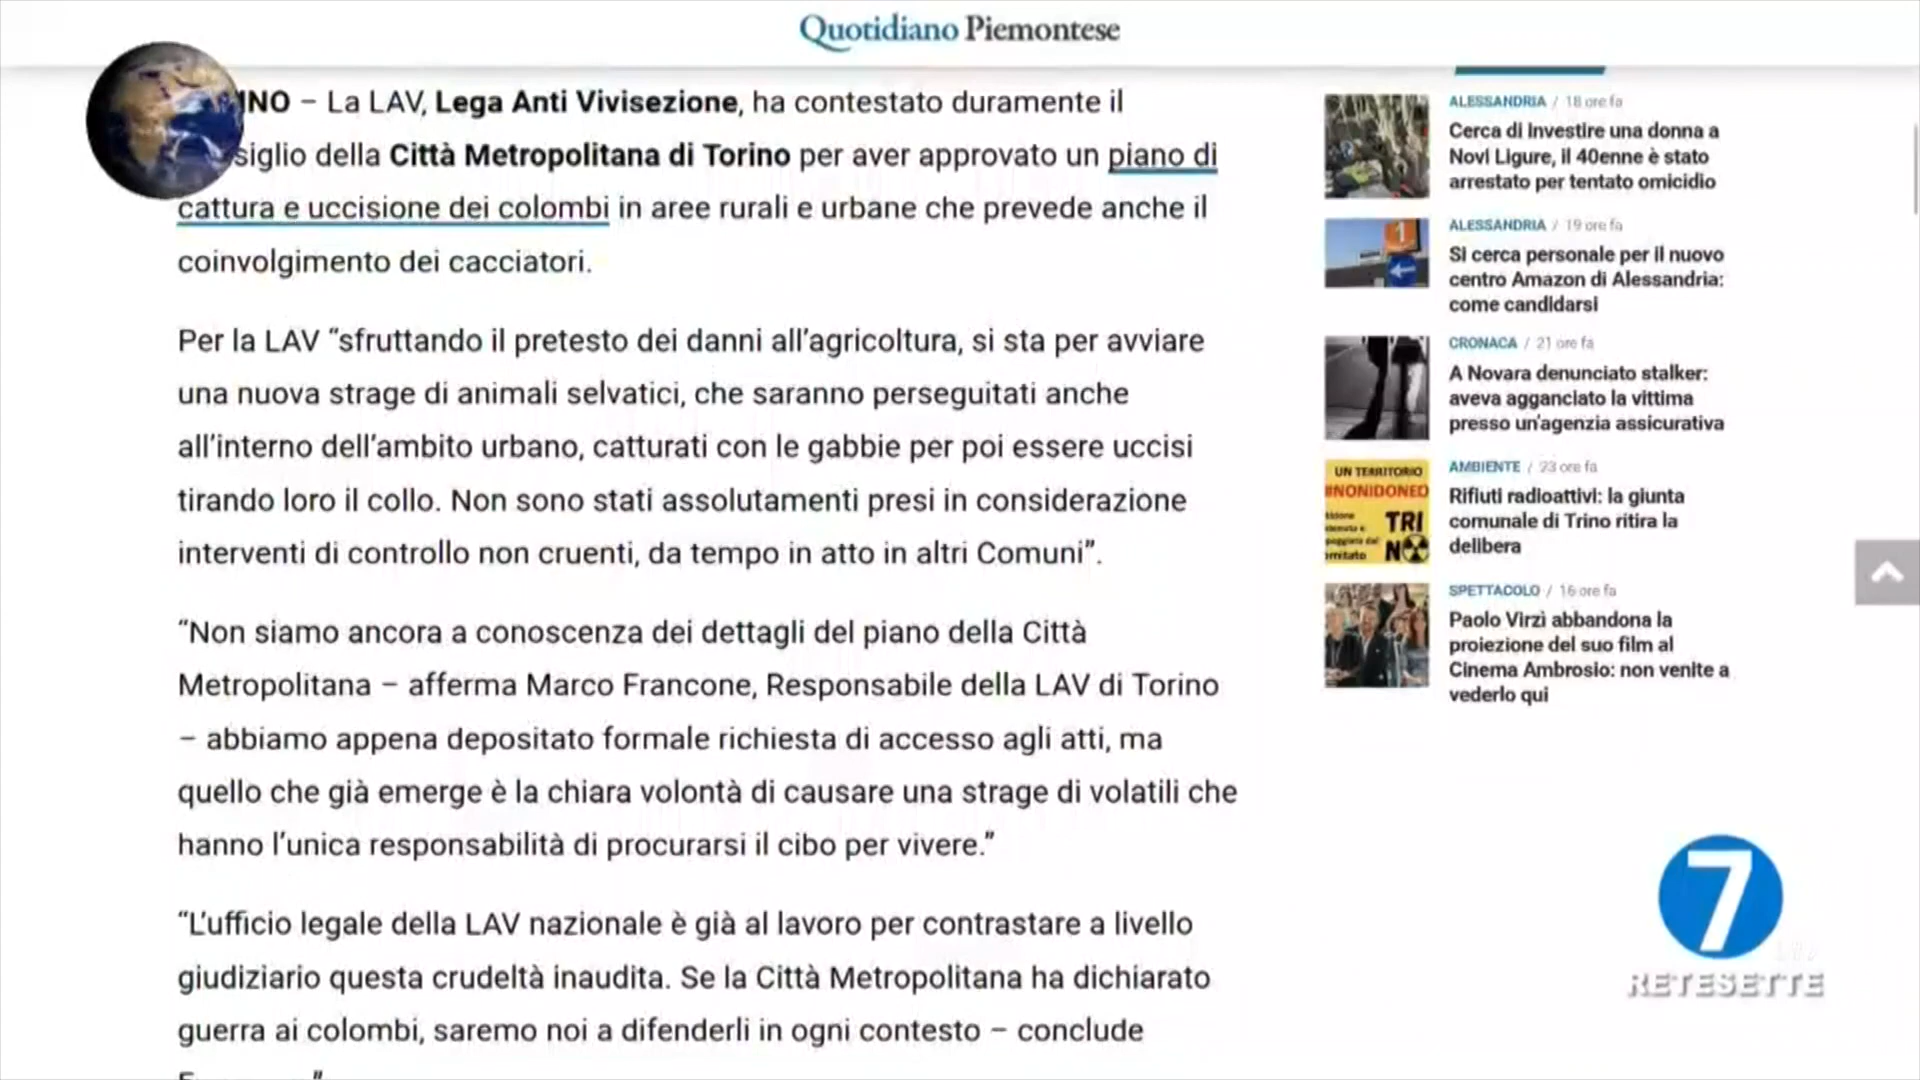 Quotidiano Piemontese
INO – La LAV, Lega Anti Vivisezione, ha contestato duramente il
siglio della Città Metropolitana di Torino per aver approvato un piano di
cattura e uccisione dei colombi in aree rurali e urbane che prevede anche il
coinvolgimento dei cacciatori.
Per la LAV “sfruttando il pretesto dei danni all’agricoltura, si sta per avviare
una nuova strage di animali selvatici, che saranno perseguitati anche
all’interno dell’ambito urbano, catturati con le gabbie per poi essere uccisi
tirando loro il collo. Non sono stati assolutamenti presi in considerazione
interventi di controllo non cruenti, da tempo in atto in altri Comuni”.
“Non siamo ancora a conoscenza dei dettagli del piano della Città
Metropolitana – afferma Marco Francone, Responsabile della LAV di Torino
– abbiamo appena depositato formale richiesta di accesso agli atti, ma
quello che già emerge è la chiara volontà di causare una strage di volatili che
hanno l’unica responsabilità di procurarsi il cibo per vivere.”
“L’ufficio legale della LAV nazionale è già al lavoro per contrastare a livello
giudiziario questa crudeltà inaudita. Se la Città Metropolitana ha dichiarato
guerra ai colombi, saremo noi a difenderli in ogni contesto – conclude
ALESSANDRIA / 18 ore fa
Cerca di investire una donna a
Novi Ligure, il 40enne è stato
arrestato per tentato omicidio
1
ALESSANDRIA / 19 ore fa
Si cerca personale per il nuovo
centro Amazon di Alessandria:
come candidarsi
CRONACA / 21 ore fa
A Novara denunciato stalker:
aveva agganciato la vittima
presso un'agenzia assicurativa
UN TERRITORIO
#NONIDONEO
TRI
N
AMBIENTE / 23 ore fa
Rifiuti radioattivi: la giunta
comunale di Trino ritira la
delibera
SPETTACOLO / 16 ore fa
Paolo Virzì abbandona la
proiezione del suo film al
Cinema Ambrosio: non venite a
vederlo qui
7
RETESETTE